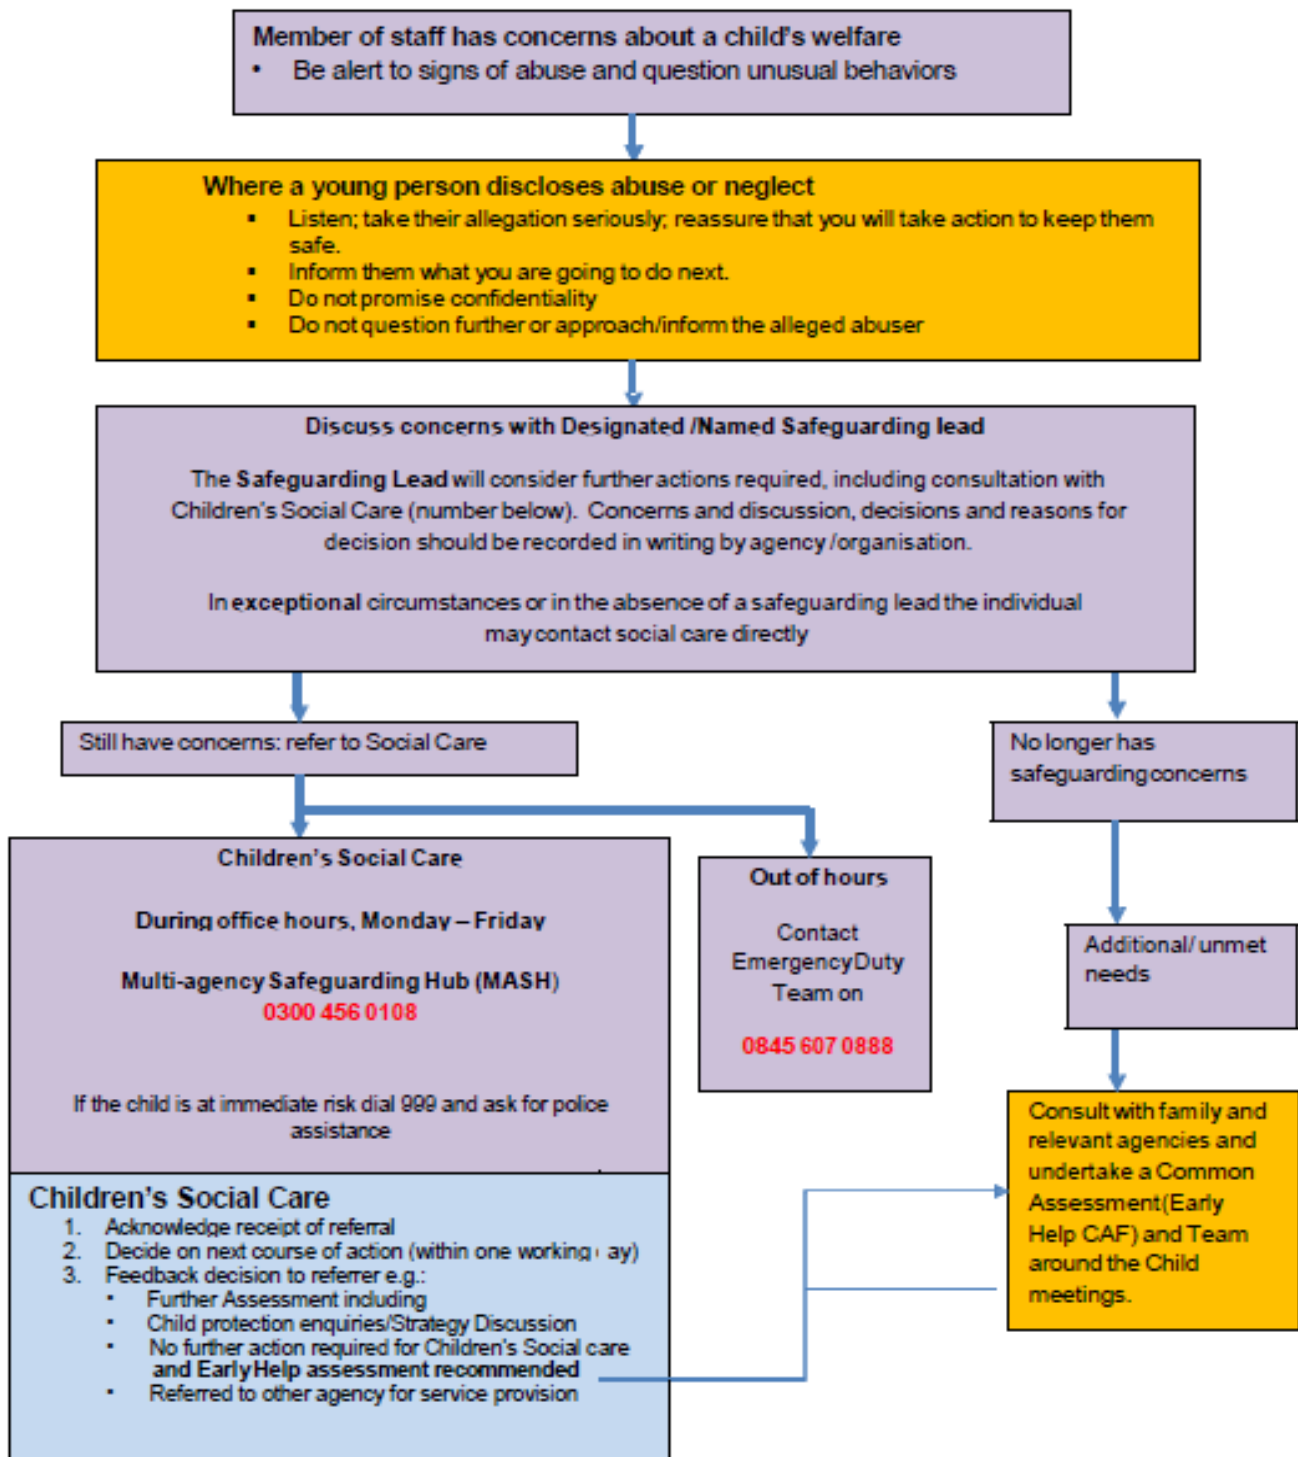 Member of staff has concerns about a child's welfare
• Be alert to signs of abuse and question unusual behaviors
Where a young person discloses abuse or neglect
▪ Listen; take their allegation seriously; reassure that you will take action to keep them
safe.
▪ Inform them what you are going to do next.
▪ Do not promise confidentiality
▪ Do not question further or approach/inform the alleged abuser
Discuss concerns with Designated /Named Safeguarding lead
The Safeguarding Lead will consider further actions required, including consultation with
Children's Social Care (number below). Concerns and discussion, decisions and reasons for
decision should be recorded in writing by agency /organisation.
In exceptional circumstances or in the absence of a safeguarding lead the individual
may contact social care directly
Still have concerns: refer to Social Care
No longer has
safeguarding concerns
Children's Social Care
During office hours, Monday – Friday
Multi-agency Safeguarding Hub (MASH)
0300 456 0108
If the child is at immediate risk dial 999 and ask for police
assistance
Out of hours
Contact
Emergency Duty
Team on
0845 607 0888
Additional/ unmet
needs
Consult with family and
relevant agencies and
undertake a Common
Assessment (Early
Help CAF) and Team
around the Child
meetings.
Children's Social Care
1. Acknowledge receipt of referral
2. Decide on next course of action (within one working ay)
3. Feedback decision to referrer e.g.:
▪ Further Assessment including
▪ Child protection enquiries/Strategy Discussion
▪ No further action required for Children's Social care
and Early Help assessment recommended
▪ Referred to other agency for service provision